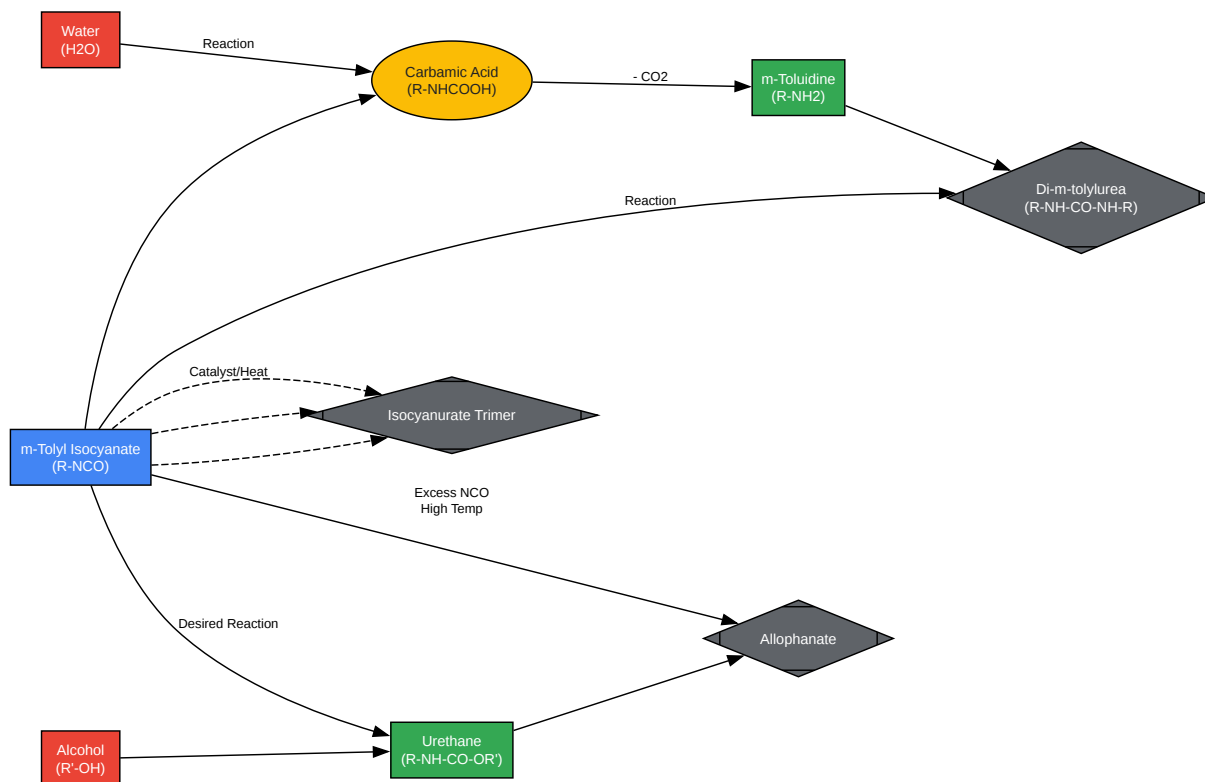 Water
(H2O)
Reaction
Carbamic Acid
(R-NHCOOH)
- CO2
m-Toluidine
(R-NH2)
Di-m-tolylurea
(R-NH-CO-NH-R)
Reaction
Catalyst/Heat
Isocyanurate Trimer
m-Tolyl Isocyanate
(R-NCO)
Excess NCO
High Temp
Desired Reaction
Allophanate
Alcohol
(R'-OH)
Urethane
(R-NH-CO-OR')